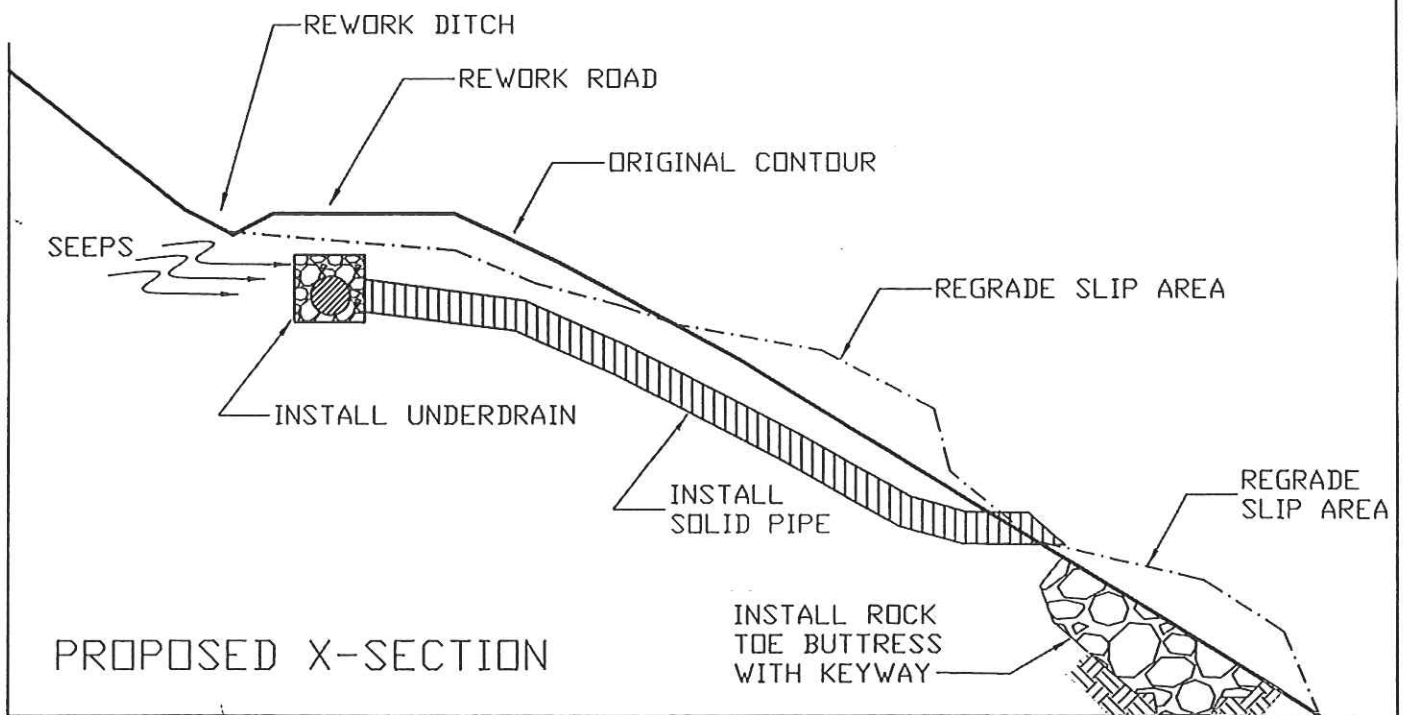 REWORK DITCH
REWORK ROAD
ORIGINAL CONTOUR
SEEPS
REGRADE SLIP AREA
INSTALL UNDERDRAIN
INSTALL
SOLID PIPE
REGRADE
SLIP AREA
INSTALL ROCK
TOE BUTTRESS
WITH KEYWAY
PROPOSED X-SECTION